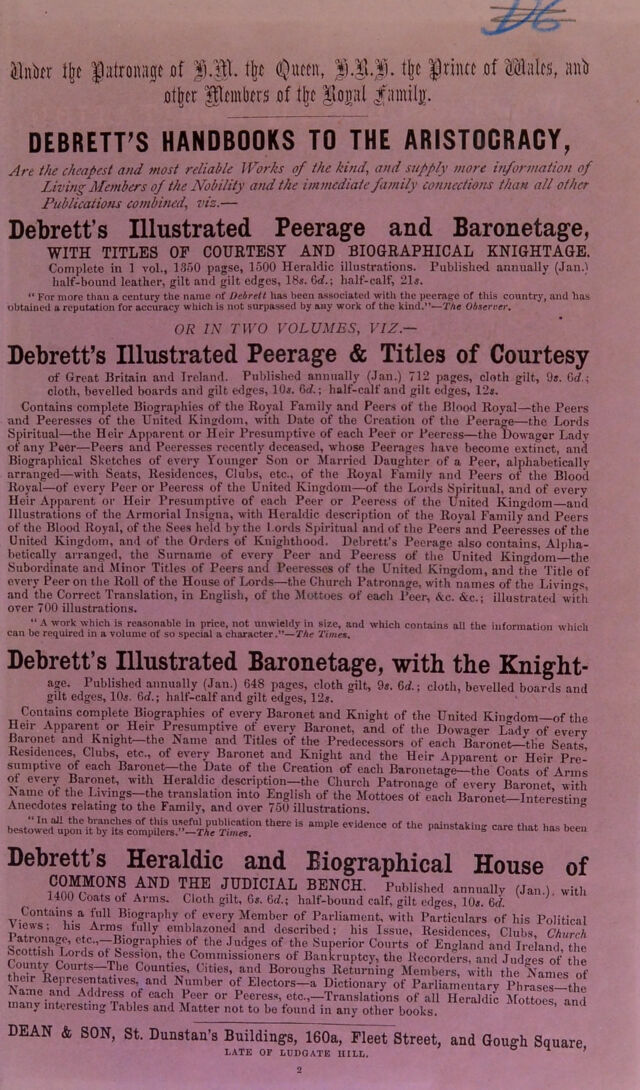 D6
Under the Patronage of H.M. the Queen, H.R.H. the Prince of Wales, and
other Members of the Royal Family.
DEBRETT'S HANDBOOKS TO THE ARISTOCRACY,
Are the cheapest and most reliable Works of the kind, and supply more information of
Living Members of the Nobility and the immediate family connections than all other
Publications combined, viz.—
Debrett's Illustrated Peerage and Baronetage,
WITH TITLES OF COURTESY AND BIOGRAPHICAL KNIGHTAGE.
Complete in 1 vol., 1350 pagse, 1500 Heraldic illustrations. Published annually (Jan.)
half-bound leather, gilt and gilt edges, 18s. 6d.; half-calf, 21s.
"For more than a century the name of Debrett has been associated with the peerage of this country, and has
obtained a reputation for accuracy which is not surpassed by any work of the kind."—The Observer.
OR IN TWO VOLUMES, VIZ.—
Debrett's Illustrated Peerage & Titles of Courtesy
of Great Britain and Ireland. Published annually (Jan.) 712 pages, cloth gilt, 9s. 6d.;
cloth, bevelled boards and gilt edges, 10s. 6d.; half-calf and gilt edges, 12s.
Contains complete Biographies of the Royal Family and Peers of the Blood Royal—the Peers
and Peeresses of the United Kingdom, with Date of the Creation of the Peerage—the Lords
Spiritual—the Heir Apparent or Heir Presumptive of each Peer or Peeress—the Dowager Lady
of any Peer—Peers and Peeresses recently deceased, whose Peerages have become extinct, and
Biographical Sketches of every Younger Son or Married Daughter of a Peer, alphabetically
arranged—with Seats, Residences, Clubs, etc., of the Royal Family and Peers of the Blood
Royal—of every Peer or Peeress of the United Kingdom—of the Lords Spiritual, and of every
Heir Apparent or Heir Presumptive of each Peer or Peeress of the United Kingdom—and
Illustrations of the Armorial Insigna, with Heraldic description of the Royal Family and Peers
of the Blood Royal, of the Sees held by the Lords Spiritual and of the Peers and Peeresses of the
United Kingdom, and of the Orders of Knighthood. Debrett's Peerage also contains, Alpha-
betically arranged, the Surname of every Peer and Peeress of the United Kingdom—the
Subordinate and Minor Titles of Peers and Peeresses of the United Kingdom, and the Title of
every Peer on the Roll of the House of Lords—the Church Patronage, with names of the Livings,
and the Correct Translation, in English, of the Mottoes of each Peer, &c. &c.; illustrated with
over 700 illustrations.
"A work which is reasonable in price, not unwieldy in size, and which contains all the information which
can be required in a volume of so special a character."—The Times.
Debrett's Illustrated Baronetage, with the Knight-
age. Published annually (Jan.) 648 pages, cloth gilt, 9s. 6d.; cloth, bevelled boards and
gilt edges, 10s. 6d.; half-calf and gilt edges, 12s.
Contains complete Biographies of every Baronet and Knight of the United Kingdom—of the
Heir Apparent or Heir Presumptive of every Baronet, and of the Dowager Lady of every
Baronet and Knight—the Name and Titles of the Predecessors of each Baronet—the Seats,
Residences, Clubs, etc., of every Baronet and Knight and the Heir Apparent or Heir Pre-
sumptive of each Baronet—the Date of the Creation of each Baronetage—the Coats of Arms
of every Baronet, with Heraldic description—the Church Patronage of every Baronet, with
Name of the Livings—the translation into English of the Mottoes of each Baronet—Interesting
Anecdotes relating to the Family, and over 750 illustrations.
"In all the branches of this useful publication there is ample evidence of the painstaking care that has been
bestowed upon it by its compilers."—The Times.
Debrett's Heraldic and Biographical House of
COMMONS AND THE JUDICIAL BENCH. Published annually (Jan.), with
1400 Coats of Arms. Cloth gilt, 6s. 6d.; half-bound calf, gilt edges, 10s. 6d.
Contains a full Biography of every Member of Parliament, with Particulars of his Political
Views; his Arms fully emblazoned and described; his Issue, Residences, Clubs, Church
Patronage, etc.,—Biographies of the Judges of the Superior Courts of England and Ireland, the
Scottish Lords of Session, the Commissioners of Bankruptcy, the Recorders, and Judges of the
County Courts—The Counties, Cities, and Boroughs Returning Members, with the Names of
their Representatives, and Number of Electors—a Dictionary of Parliamentary Phrases—the
Name and Address of each Peer or Peeress, etc.,—Translations of all Heraldic Mottoes, and
many interesting Tables and Matter not to be found in any other books.
DEAN & SON, St. Dunstan's Buildings, 160a, Fleet Street, and Gough Square,
LATE OF LUDGATE HILL.
2